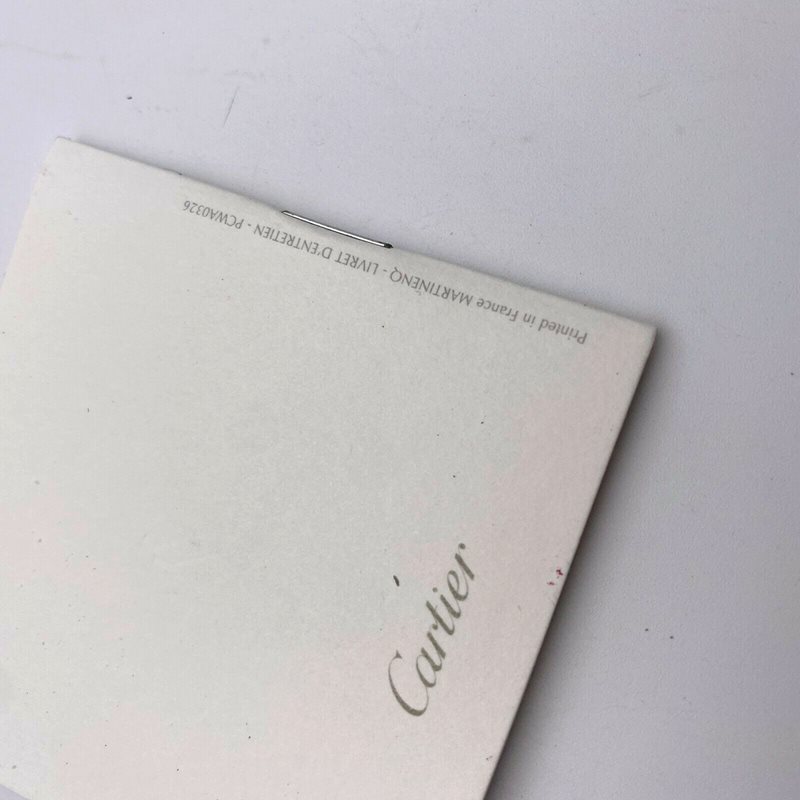 Printed in France MARTINENQ - LIVRET D'ENTRETIEN - PCWA0326
Cartier